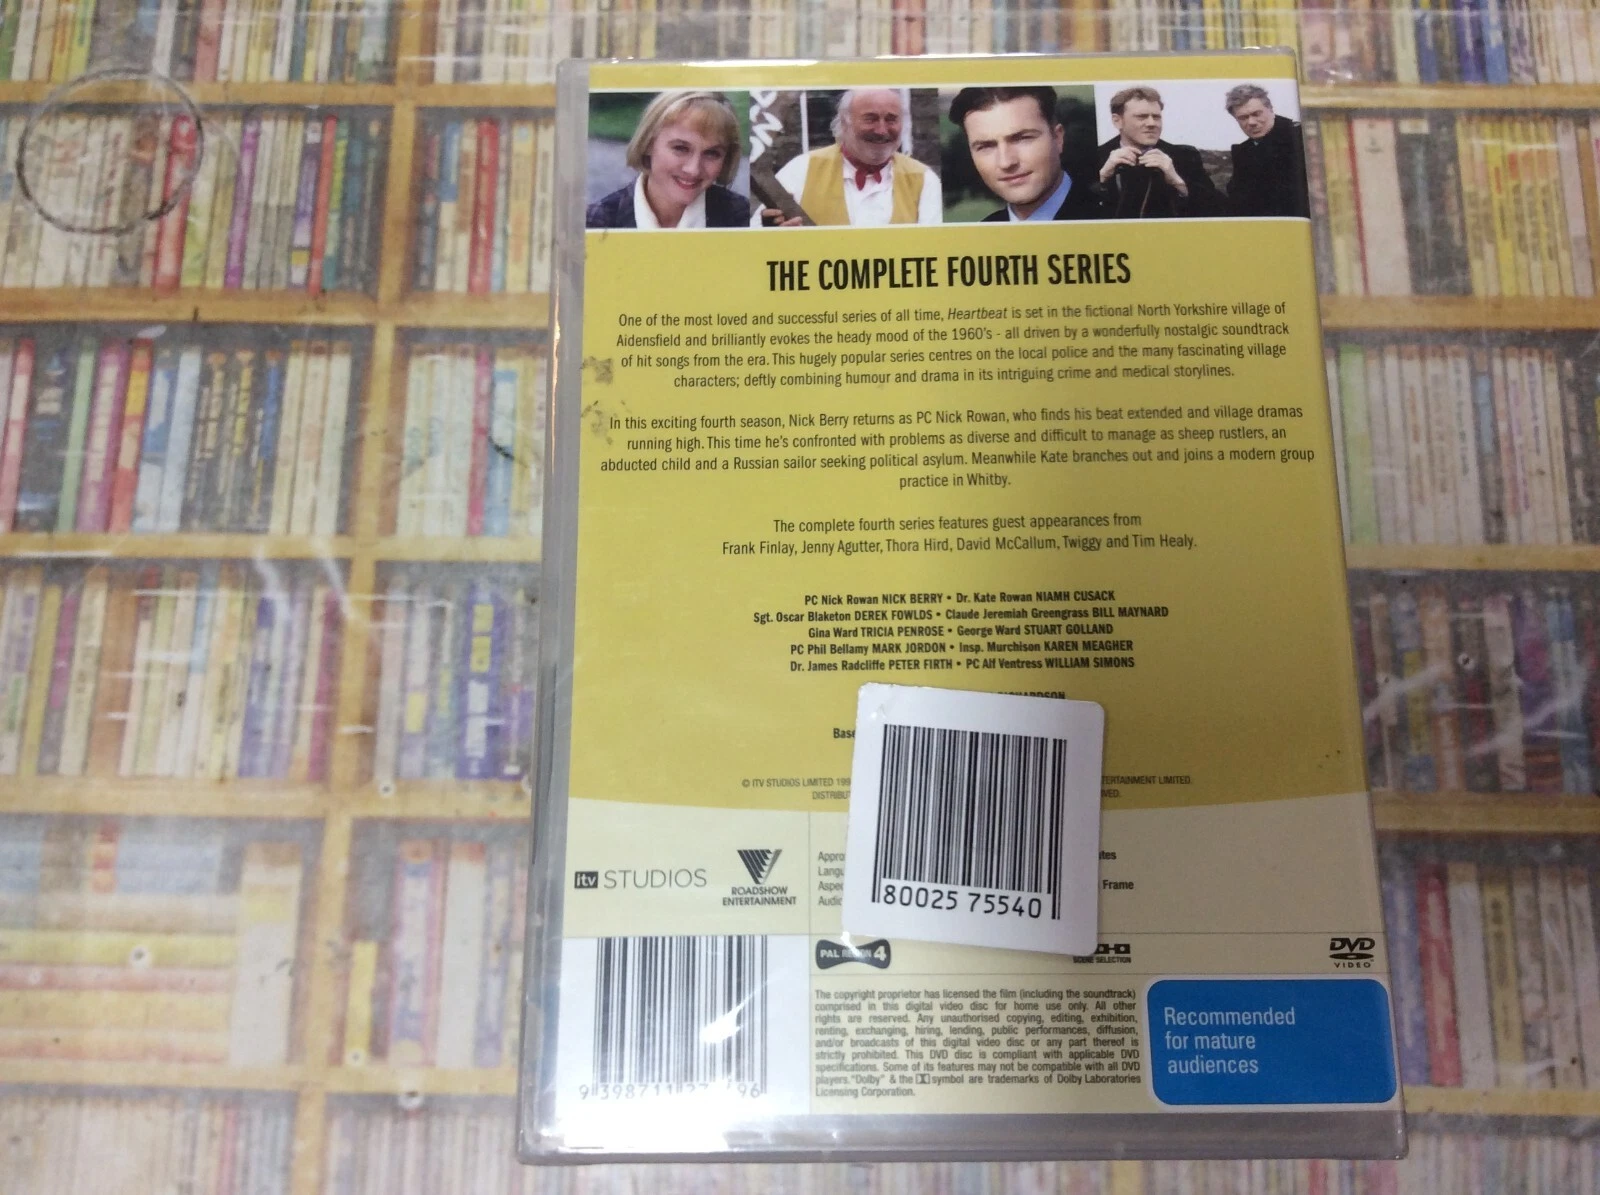 THE COMPLETE FOURTH SERIES
One of the most loved and successful series of all time, Heartbeat is set in the fictional North Yorkshire village of
Aidensfield and brilliantly evokes the heady mood of the 1960's - all driven by a wonderfully nostalgic soundtrack
of hit songs from the era. This hugely popular series centres on the local police and the many fascinating village
characters; deftly combining humour and drama in its intriguing crime and medical storylines.
In this exciting fourth season, Nick Berry returns as PC Nick Rowan, who finds his beat extended and village dramas
running high. This time he's confronted with problems as diverse and difficult to manage as sheep rustlers, an
abducted child and a Russian sailor seeking political asylum. Meanwhile Kate branches out and joins a modern group
practice in Whitby.
The complete fourth series features guest appearances from
Frank Finlay, Jenny Agutter, Thora Hird, David McCallum, Twiggy and Tim Healy.
PC Nick Rowan NICK BERRY • Dr. Kate Rowan NIAMH CUSACK
Sgt. Oscar Blaketon DEREK FOWLDS • Claude Jeremiah Greengrass BILL MAYNARD
Gina Ward TRICIA PENROSE • George Ward STUART GOLLAND
PC Phil Bellamy MARK JORDON • Insp. Murchison KAREN MEAGHER
Dr. James Radcliffe PETER FIRTH • PC Alf Ventress WILLIAM SIMONS
© ITV STUDIOS LIMITED LIMITED.
80025 75540
Frame
itv STUDIOS
ROADSHOW
ENTERTAINMENT
PAL 4
SCENE SELECTION
DVD
VIDEO
The copyright proprietor has licensed the film (including the soundtrack)
comprised in this digital video disc for home use only. All other
rights are reserved. Any unauthorised copying, editing, exhibition,
renting, exchanging, hiring, lending, public performances, diffusion,
and/or broadcasts of this digital video disc or any part thereof is
strictly prohibited. This DVD disc is compliant with applicable DVD
specifications. Some of its features may not be compatible with all DVD
players. "Dolby" & the symbol are trademarks of Dolby Laboratories
Licensing Corporation.
Recommended
for mature
audiences